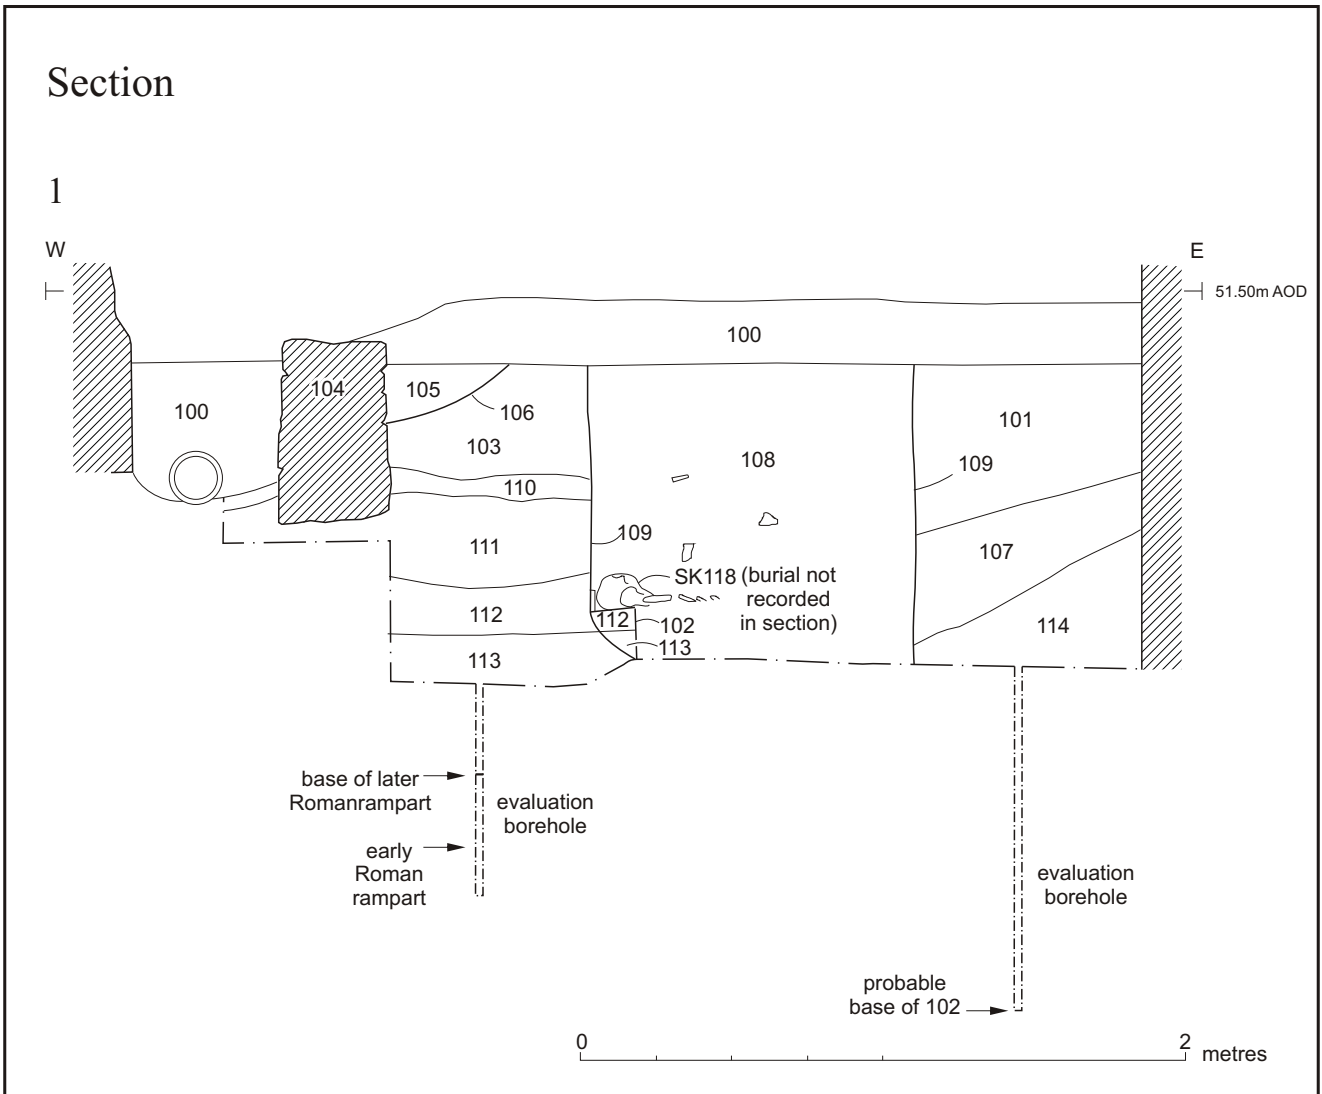 Section
1
W
E
51.50m AOD
100
104
105
100
106
101
103
108
109
110
109
111
107
SK118 (burial not
recorded
in section)
112
112
102
114
113
113
base of later
Romanrampart
evaluation
borehole
early
Roman
rampart
evaluation
borehole
probable
base of 102
0
2
metres